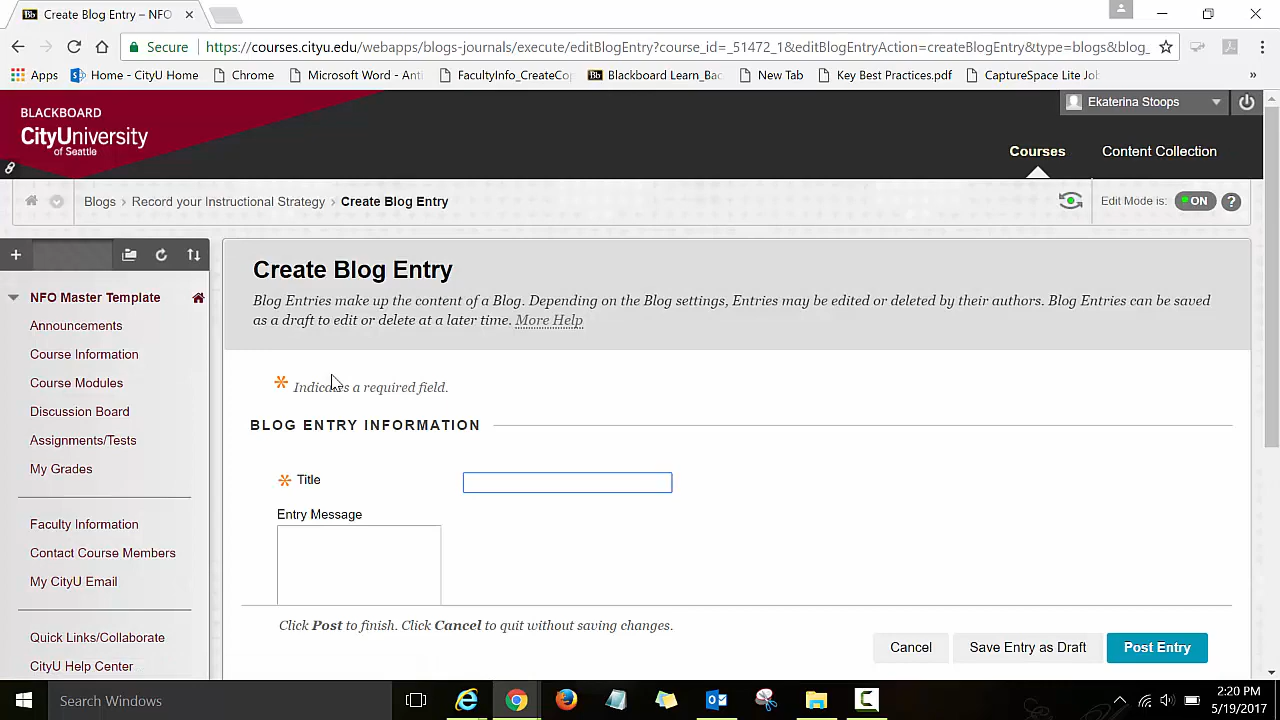 Create Blog Entry – NFO
Secure
https://courses.cityu.edu/webapps/blogs-journals/execute/editBlogEntry?course_id=_51472_1&editBlogEntryAction=createBlogEntry&type=blogs&blog_
Apps
Home - CityU Home
Chrome
Microsoft Word - Anti
FacultyInfo_CreateCo
Blackboard Learn_Ba
New Tab
Key Best Practices.pdf
CaptureSpace Lite Jo
»
BLACKBOARD
CityUniversity
of Seattle
Ekaterina Stoops
Courses
Content Collection
Blogs › Record your Instructional Strategy › Create Blog Entry
Edit Mode is:
ON
?
NFO Master Template
Announcements
Course Information
Course Modules
Discussion Board
Assignments/Tests
My Grades
Faculty Information
Contact Course Members
My CityU Email
Quick Links/Collaborate
CityU Help Center
Create Blog Entry
Blog Entries make up the content of a Blog. Depending on the Blog settings, Entries may be edited or deleted by their authors. Blog Entries can be saved
as a draft to edit or delete at a later time. More Help
* Indicates a required field.
BLOG ENTRY INFORMATION
* Title
Entry Message
Click Post to finish. Click Cancel to quit without saving changes.
Cancel
Save Entry as Draft
Post Entry
Search Windows
2:20 PM
5/19/2017